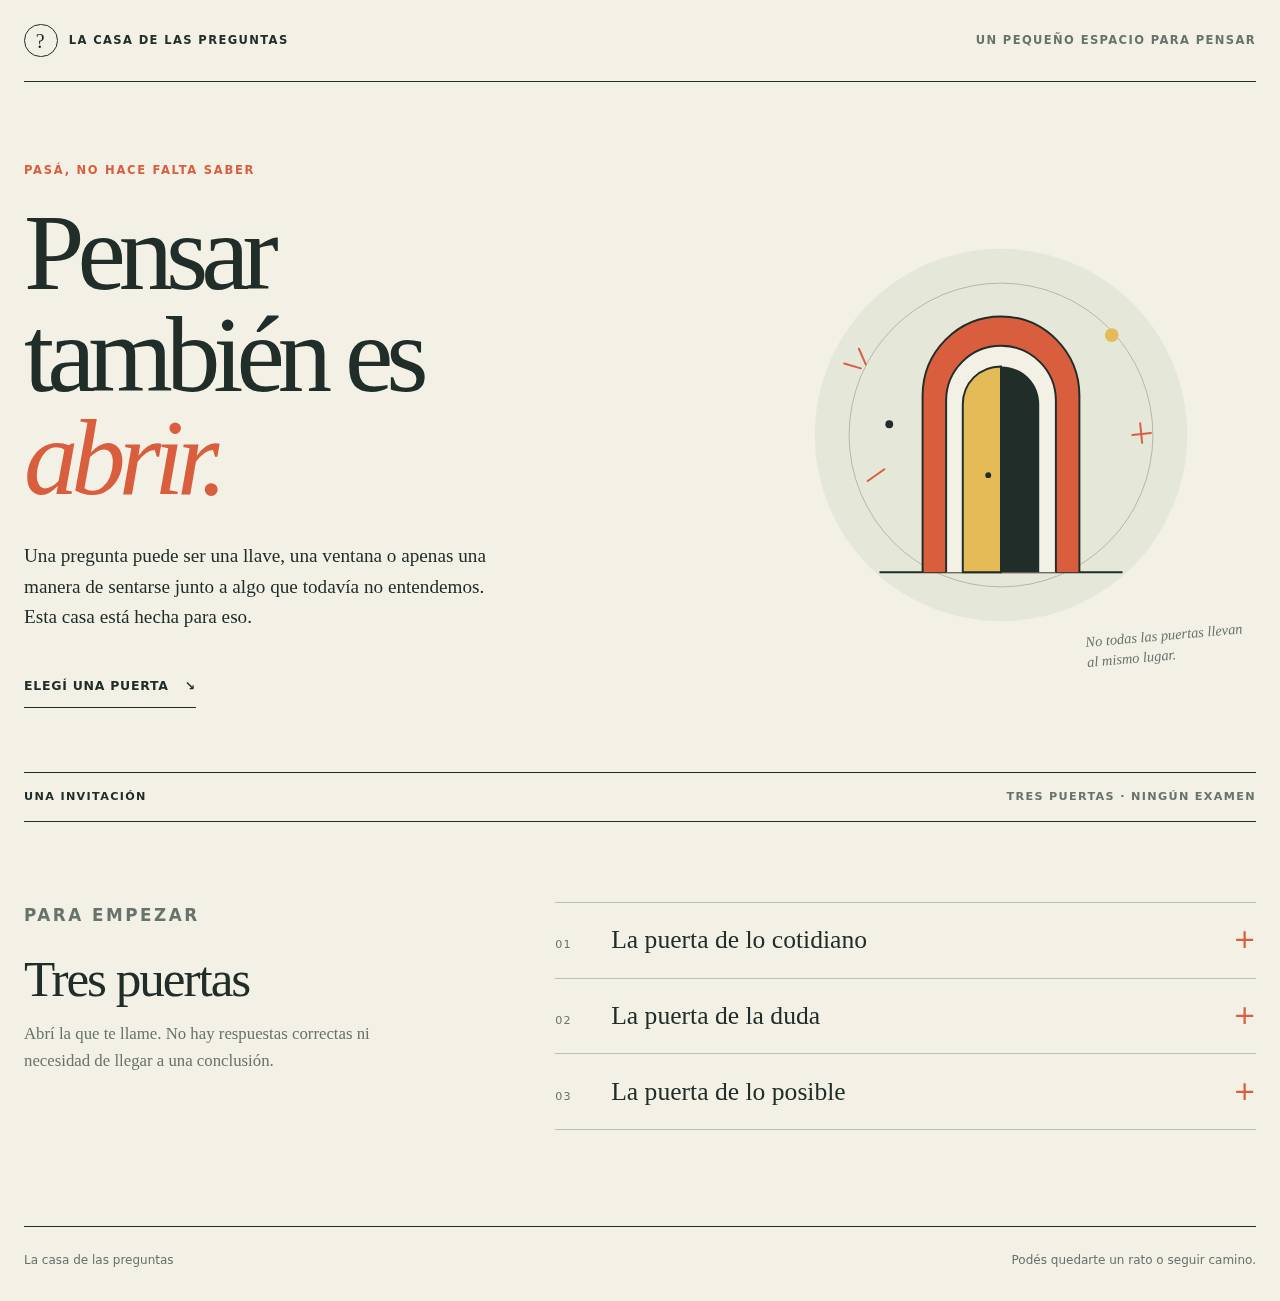 ?
LA CASA DE LAS PREGUNTAS
UN PEQUEÑO ESPACIO PARA PENSAR
PASÁ, NO HACE FALTA SABER
Pensar
también es
abrir.
Una pregunta puede ser una llave, una ventana o apenas una
manera de sentarse junto a algo que todavía no entendemos.
Esta casa está hecha para eso.
ELEGÍ UNA PUERTA ↘
No todas las puertas llevan
al mismo lugar.
UNA INVITACIÓN
TRES PUERTAS · NINGÚN EXAMEN
PARA EMPEZAR
Tres puertas
Abrí la que te llame. No hay respuestas correctas ni
necesidad de llegar a una conclusión.
01 La puerta de lo cotidiano +
02 La puerta de la duda +
03 La puerta de lo posible +
La casa de las preguntas
Podés quedarte un rato o seguir camino.